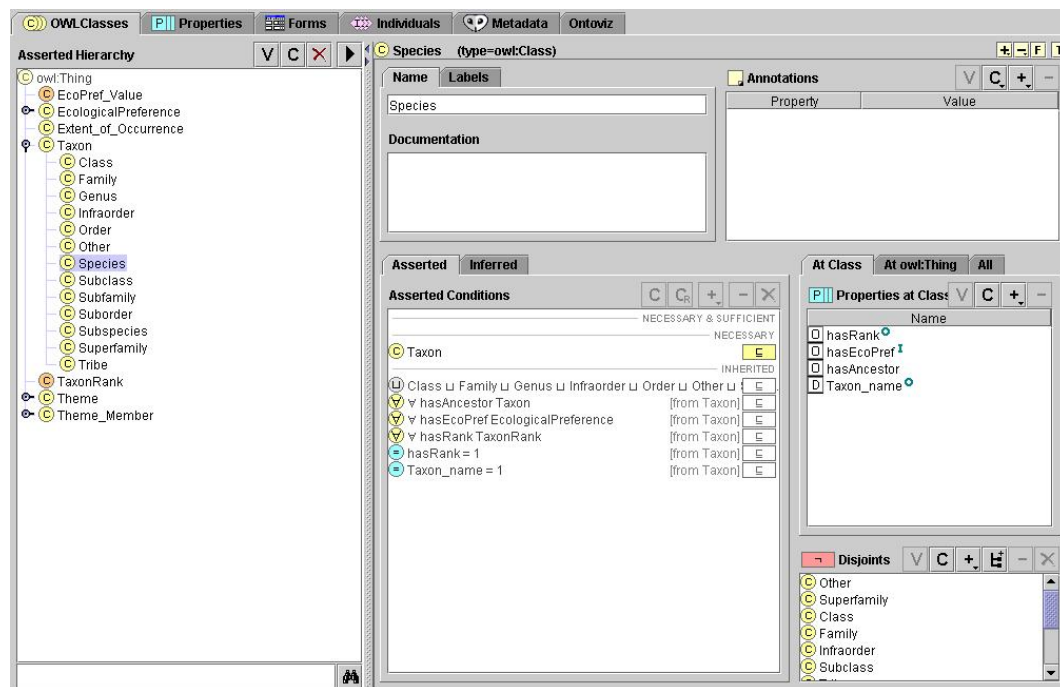 OWLClasses Properties Forms Individuals Metadata Ontoviz
Asserted Hierarchy V C
owl:Thing
EcoPref_Value
EcologicalPreference
Extent_of_Occurrence
Taxon
Class
Family
Genus
Infraorder
Order
Other
Species
Subclass
Subfamily
Suborder
Subspecies
Superfamily
Tribe
TaxonRank
Theme
Theme_Member
Species (type=owl:Class) + - F T
Name Labels
Species
Documentation
Annotations V C + -
Property Value
Asserted Inferred
Asserted Conditions C CR + - ×
NECESSARY & SUFFICIENT
NECESSARY
Taxon ⊑
INHERITED
Class ⊔ Family ⊔ Genus ⊔ Infraorder ⊔ Order ⊔ Other ⊔ ⊑
∀ hasAncestor Taxon [from Taxon] ⊑
∀ hasEcoPref EcologicalPreference [from Taxon] ⊑
∀ hasRank TaxonRank [from Taxon] ⊑
hasRank = 1 [from Taxon] ⊑
Taxon_name = 1 [from Taxon] ⊑
At Class At owl:Thing All
Properties at Class V C + -
Name
O hasRank
O hasEcoPref
O hasAncestor
D Taxon_name
¬ Disjoints V C + - ×
Other
Superfamily
Class
Family
Infraorder
Subclass